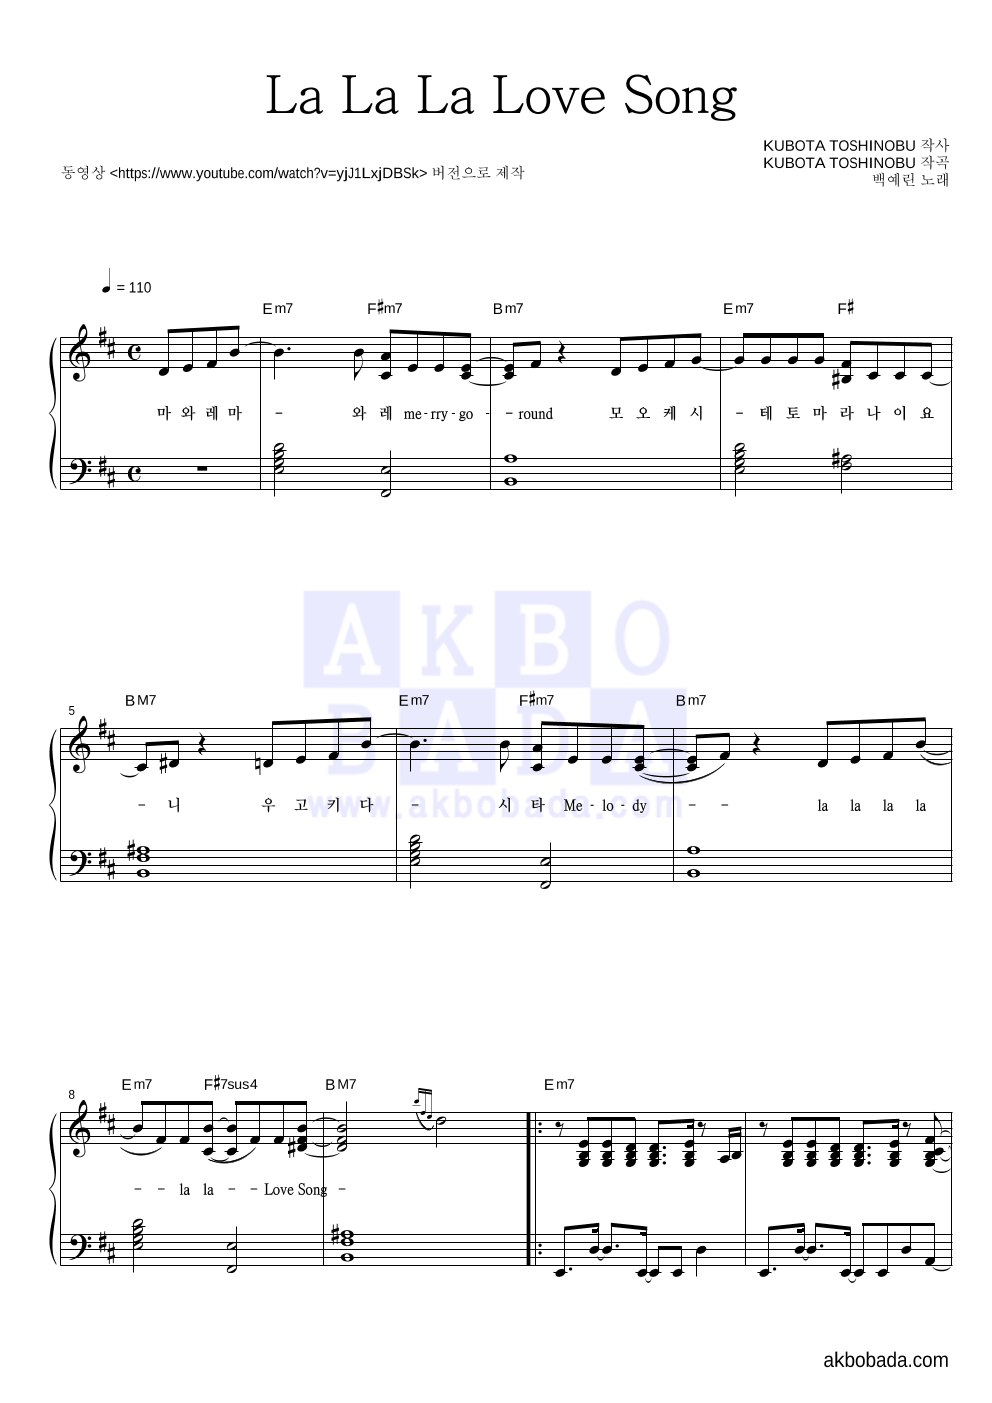 La La La Love Song
KUBOTA TOSHINOBU 작사
KUBOTA TOSHINOBU 작곡
동영상 <https://www.youtube.com/watch?v=yjJ1LxjDBSk> 버전으로 제작
백예린 노래
= 110
Em7 F#m7 Bm7 Em7 F#
마 와 레 마 - 와 레 me-rry-go - - round 모 오 케 시 - 테 토 마 라 나 이 요
AKBO
BADA
www.akbobada.com
BM7 Em7 F#m7 Bm7
5
- 니 우 고 키 다 - 시 타 Me - lo - dy - - la la la la
Em7 F#7sus4 BM7 Em7
8
- - la la - - Love Song -
akbobada.com